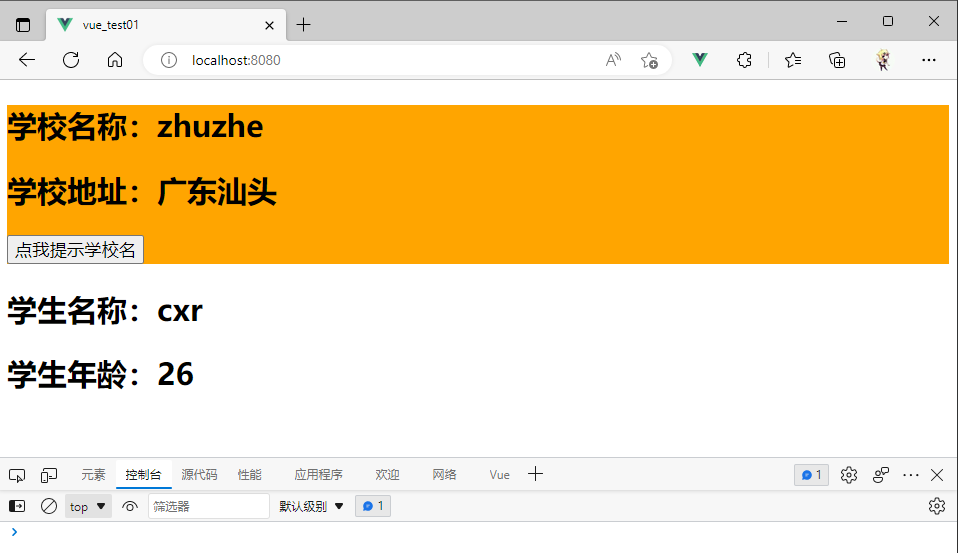 vue_test01
localhost:8080
学校名称：zhuzhe
学校地址：广东汕头
点我提示学校名
学生名称：cxr
学生年龄：26
元素 控制台 源代码 性能 应用程序 欢迎 网络 Vue 1
top 筛选器 默认级别 1